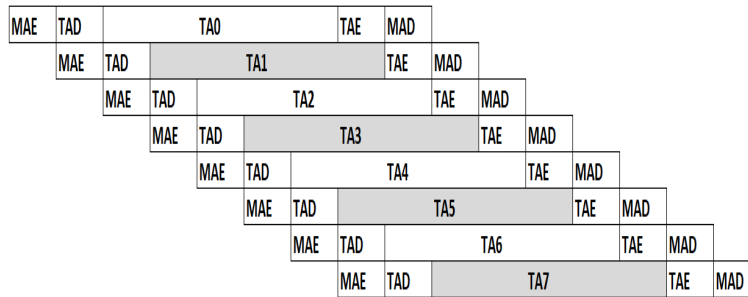 MAE TAD TA0 TAE MAD
MAE TAD TA1 TAE MAD
MAE TAD TA2 TAE MAD
MAE TAD TA3 TAE MAD
MAE TAD TA4 TAE MAD
MAE TAD TA5 TAE MAD
MAE TAD TA6 TAE MAD
MAE TAD TA7 TAE MAD